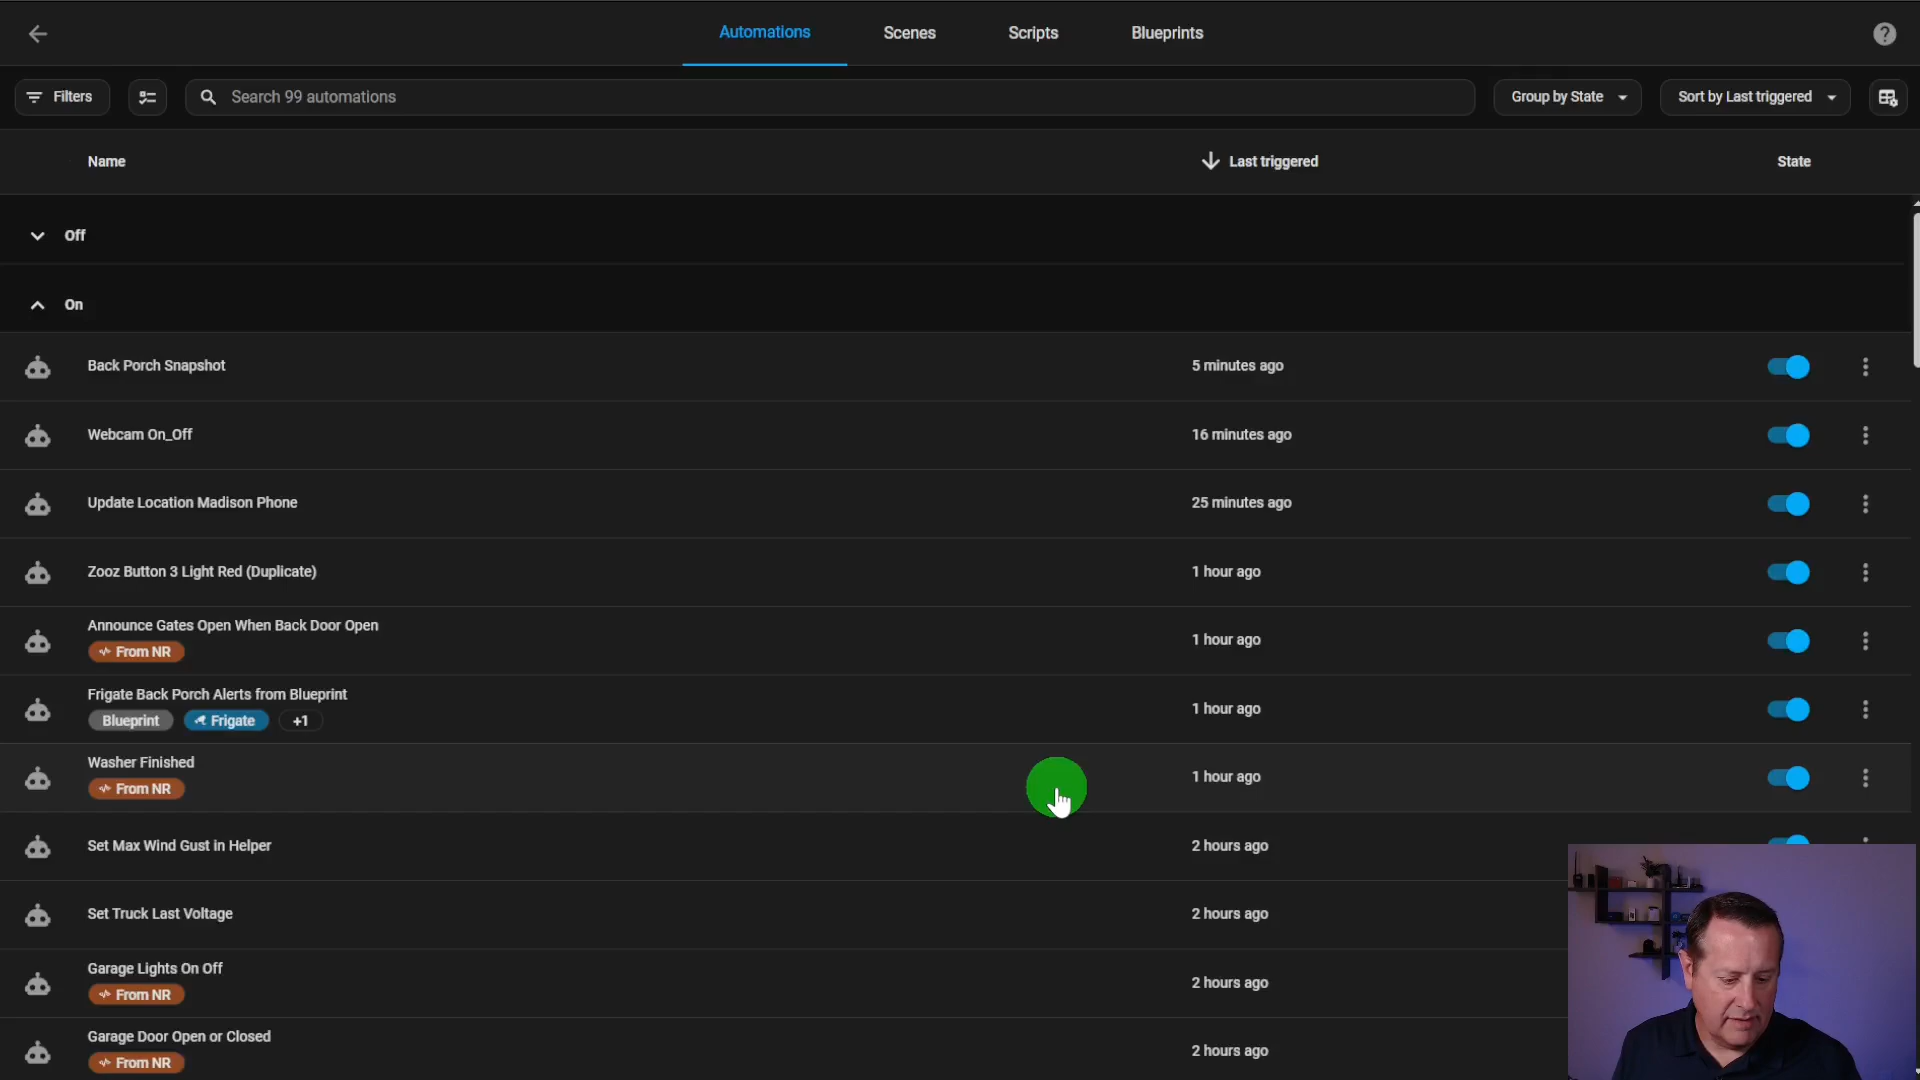 Automations
Scenes
Scripts
Blueprints
Filters
Search 99 automations
Group by State
Sort by Last triggered
Name
Last triggered
State
Off
On
Back Porch Snapshot
5 minutes ago
Webcam On_Off
16 minutes ago
Update Location Madison Phone
25 minutes ago
Zooz Button 3 Light Red (Duplicate)
1 hour ago
Announce Gates Open When Back Door Open
From NR
1 hour ago
Frigate Back Porch Alerts from Blueprint
Blueprint
Frigate
+1
1 hour ago
Washer Finished
From NR
1 hour ago
Set Max Wind Gust in Helper
2 hours ago
Set Truck Last Voltage
2 hours ago
Garage Lights On Off
From NR
2 hours ago
Garage Door Open or Closed
From NR
2 hours ago